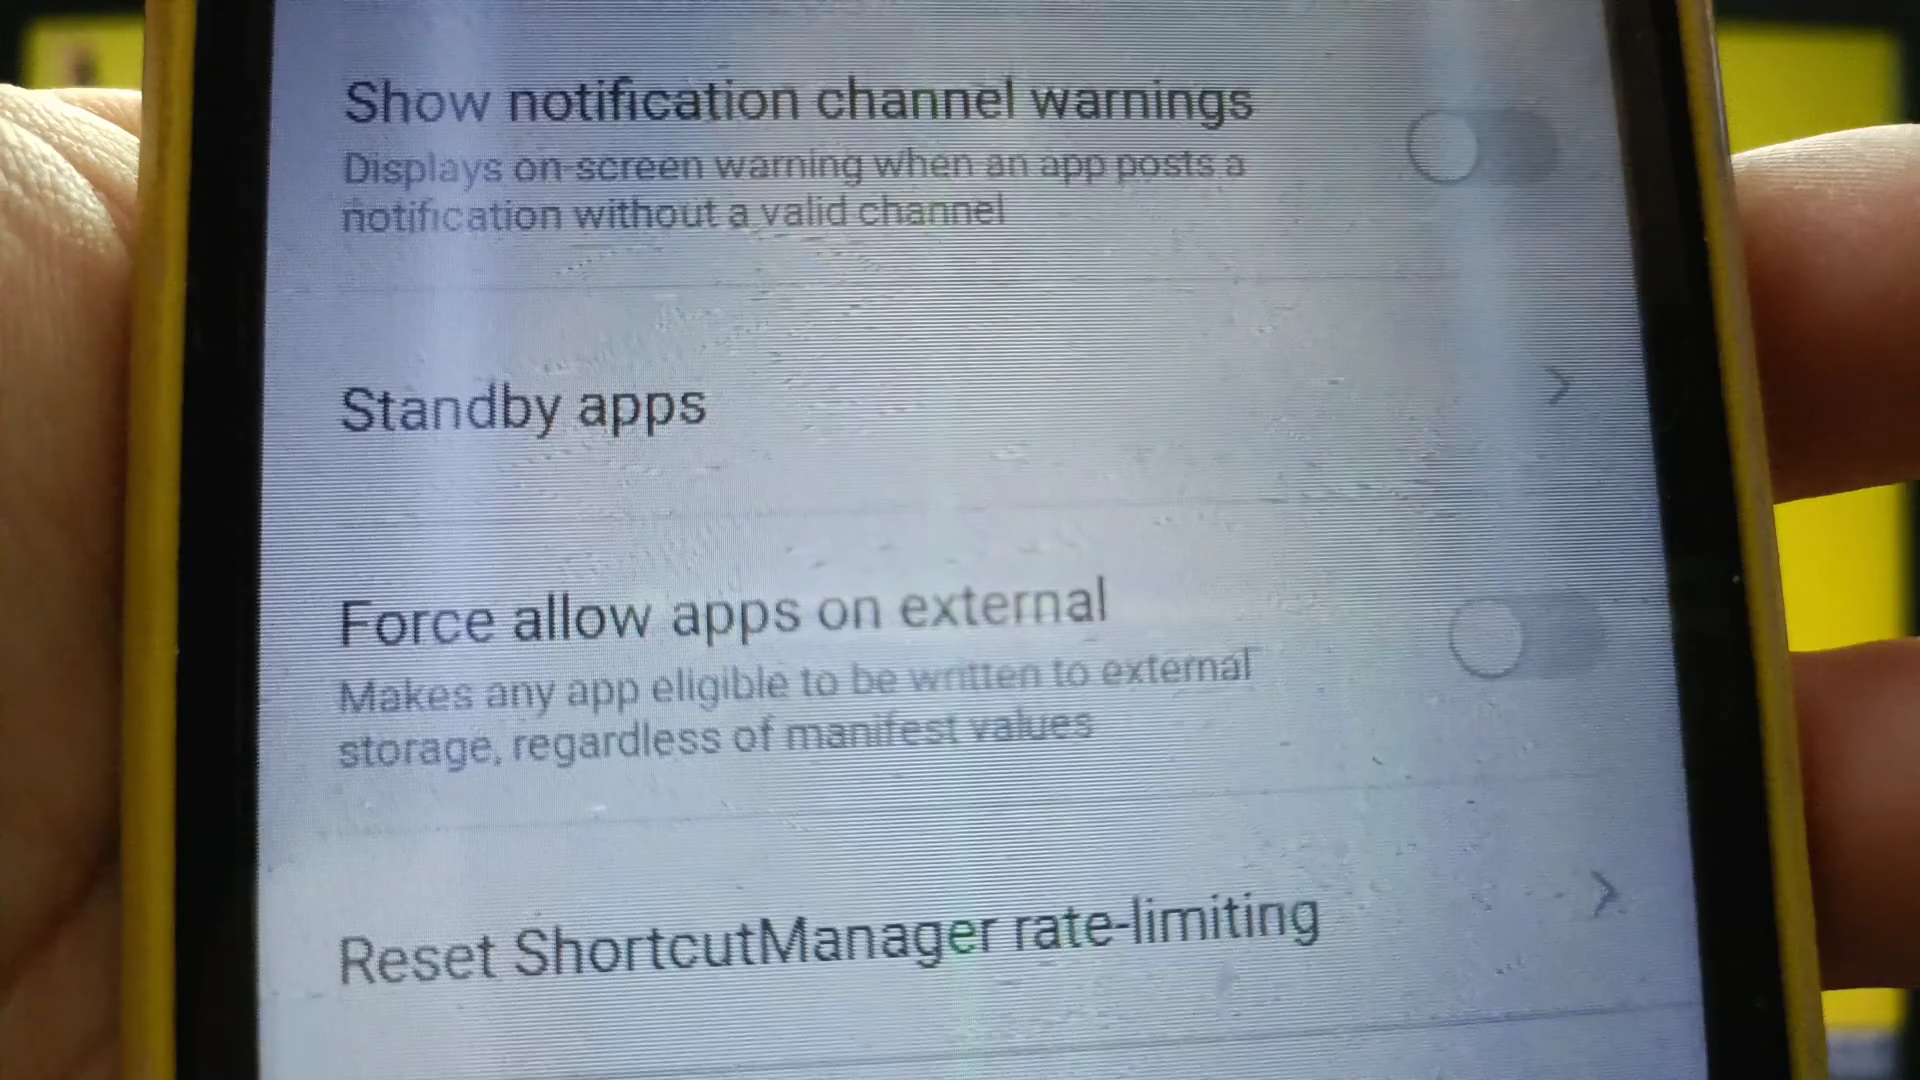 Show notification channel warnings
Displays on-screen warning when an app posts a
notification without a valid channel
Standby apps
Force allow apps on external
Makes any app eligible to be written to external
storage, regardless of manifest values
Reset ShortcutManager rate-limiting